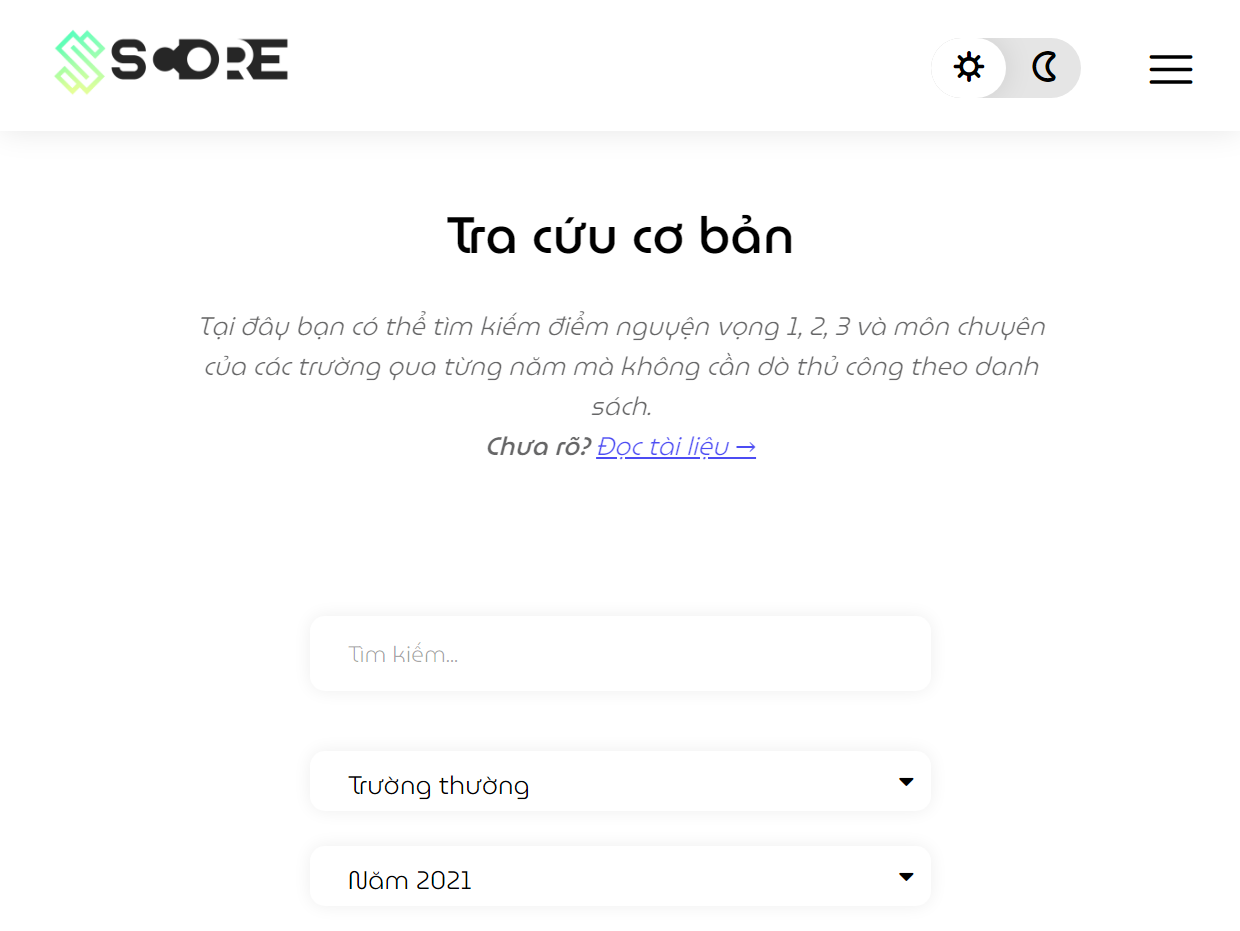 SCORE
Tra cứu cơ bản
Tại đây bạn có thể tìm kiếm điểm nguyện vọng 1, 2, 3 và môn chuyên
của các trường qua từng năm mà không cần dò thủ công theo danh
sách.
Chưa rõ? Đọc tài liệu →
Tìm kiếm...
Trường thường
Năm 2021